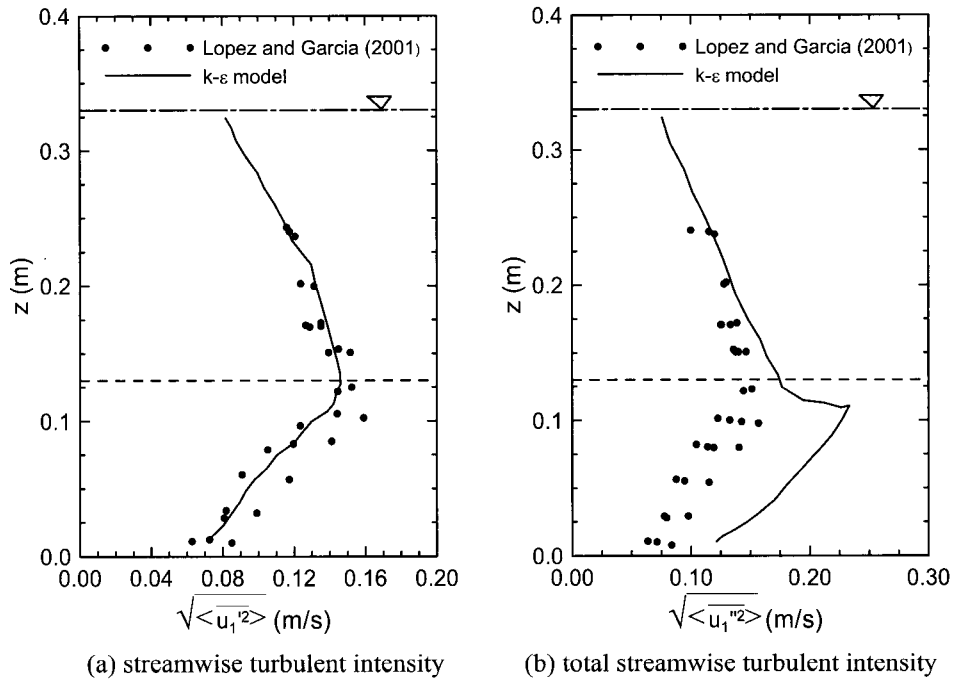 0.4
0.3
0.2
0.1
0.0
z (m)
Lopez and Garcia (2001)
k-ε model
0.00 0.04 0.08 0.12 0.16 0.20
√<u₁'²> (m/s)
(a) streamwise turbulent intensity
0.4
0.3
0.2
0.1
0.0
z (m)
Lopez and Garcia (2001)
k-ε model
0.00 0.10 0.20 0.30
√<u₁"²> (m/s)
(b) total streamwise turbulent intensity